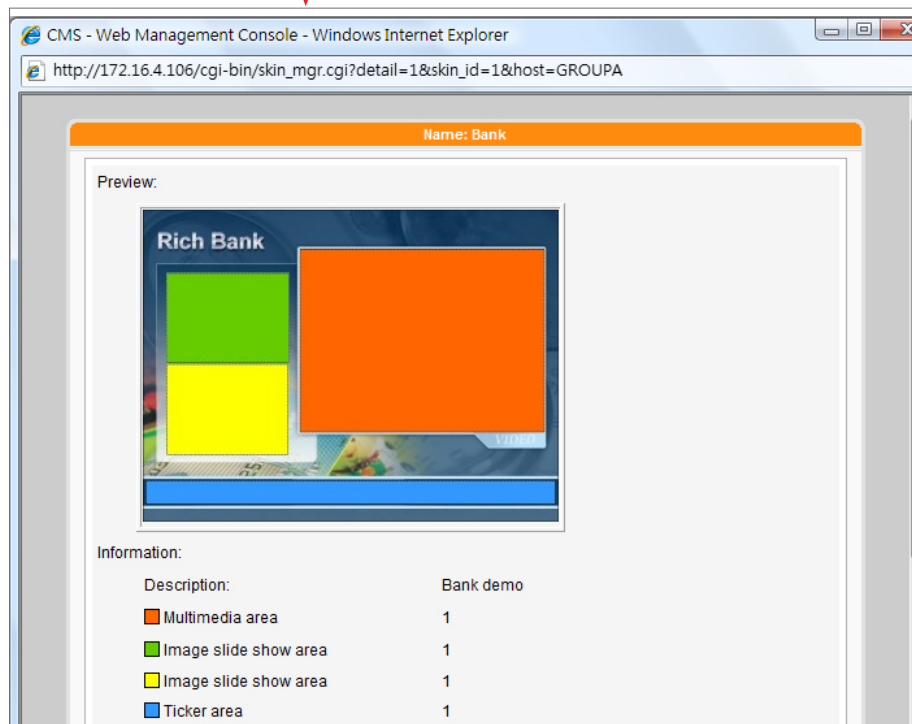 CMS - Web Management Console - Windows Internet Explorer
http://172.16.4.106/cgi-bin/skin_mgr.cgi?detail=1&skin_id=1&host=GROUPA
Name: Bank
Preview:
Rich Bank
VIDEO
Information:
Description: Bank demo
Multimedia area 1
Image slide show area 1
Image slide show area 1
Ticker area 1